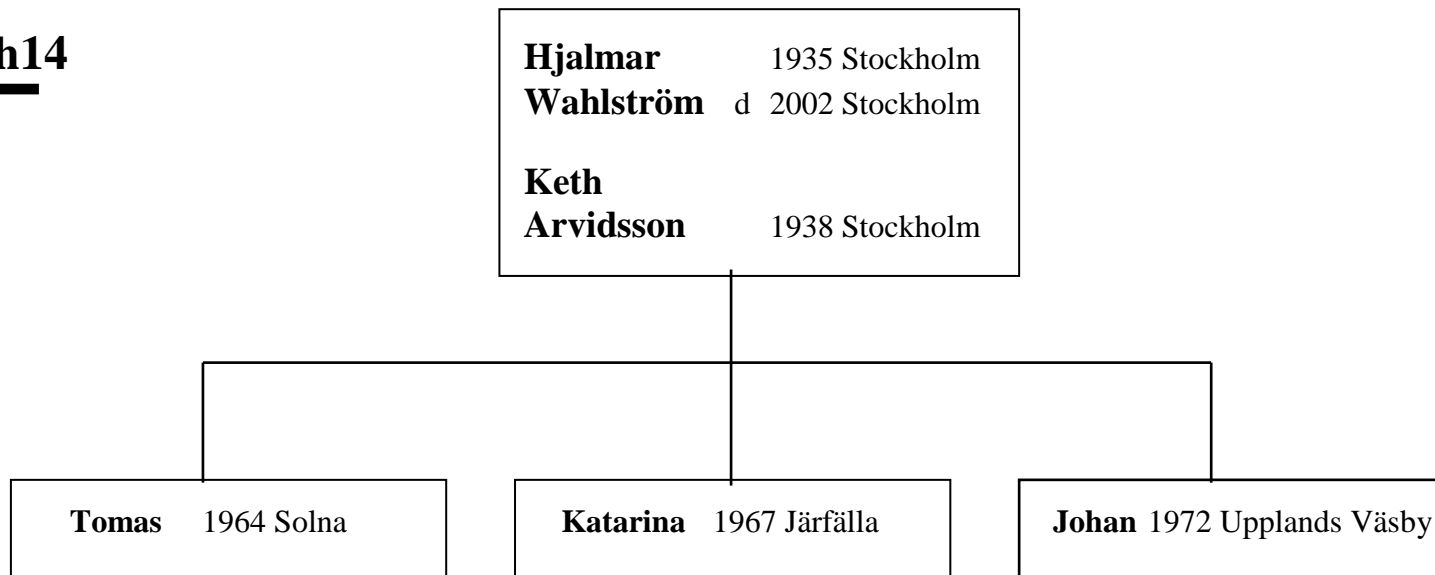 h14
Hjalmar 1935 Stockholm
Wahlström d 2002 Stockholm
Keth
Arvidsson 1938 Stockholm
Tomas 1964 Solna
Katarina 1967 Järfälla
Johan 1972 Upplands Väsby